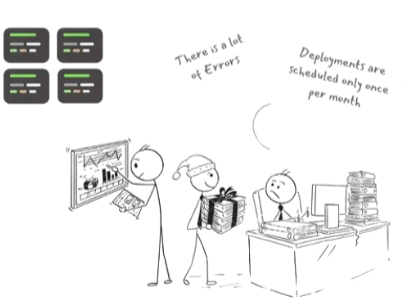 There is a lot
of Errors
Deployments are
scheduled only once
per month